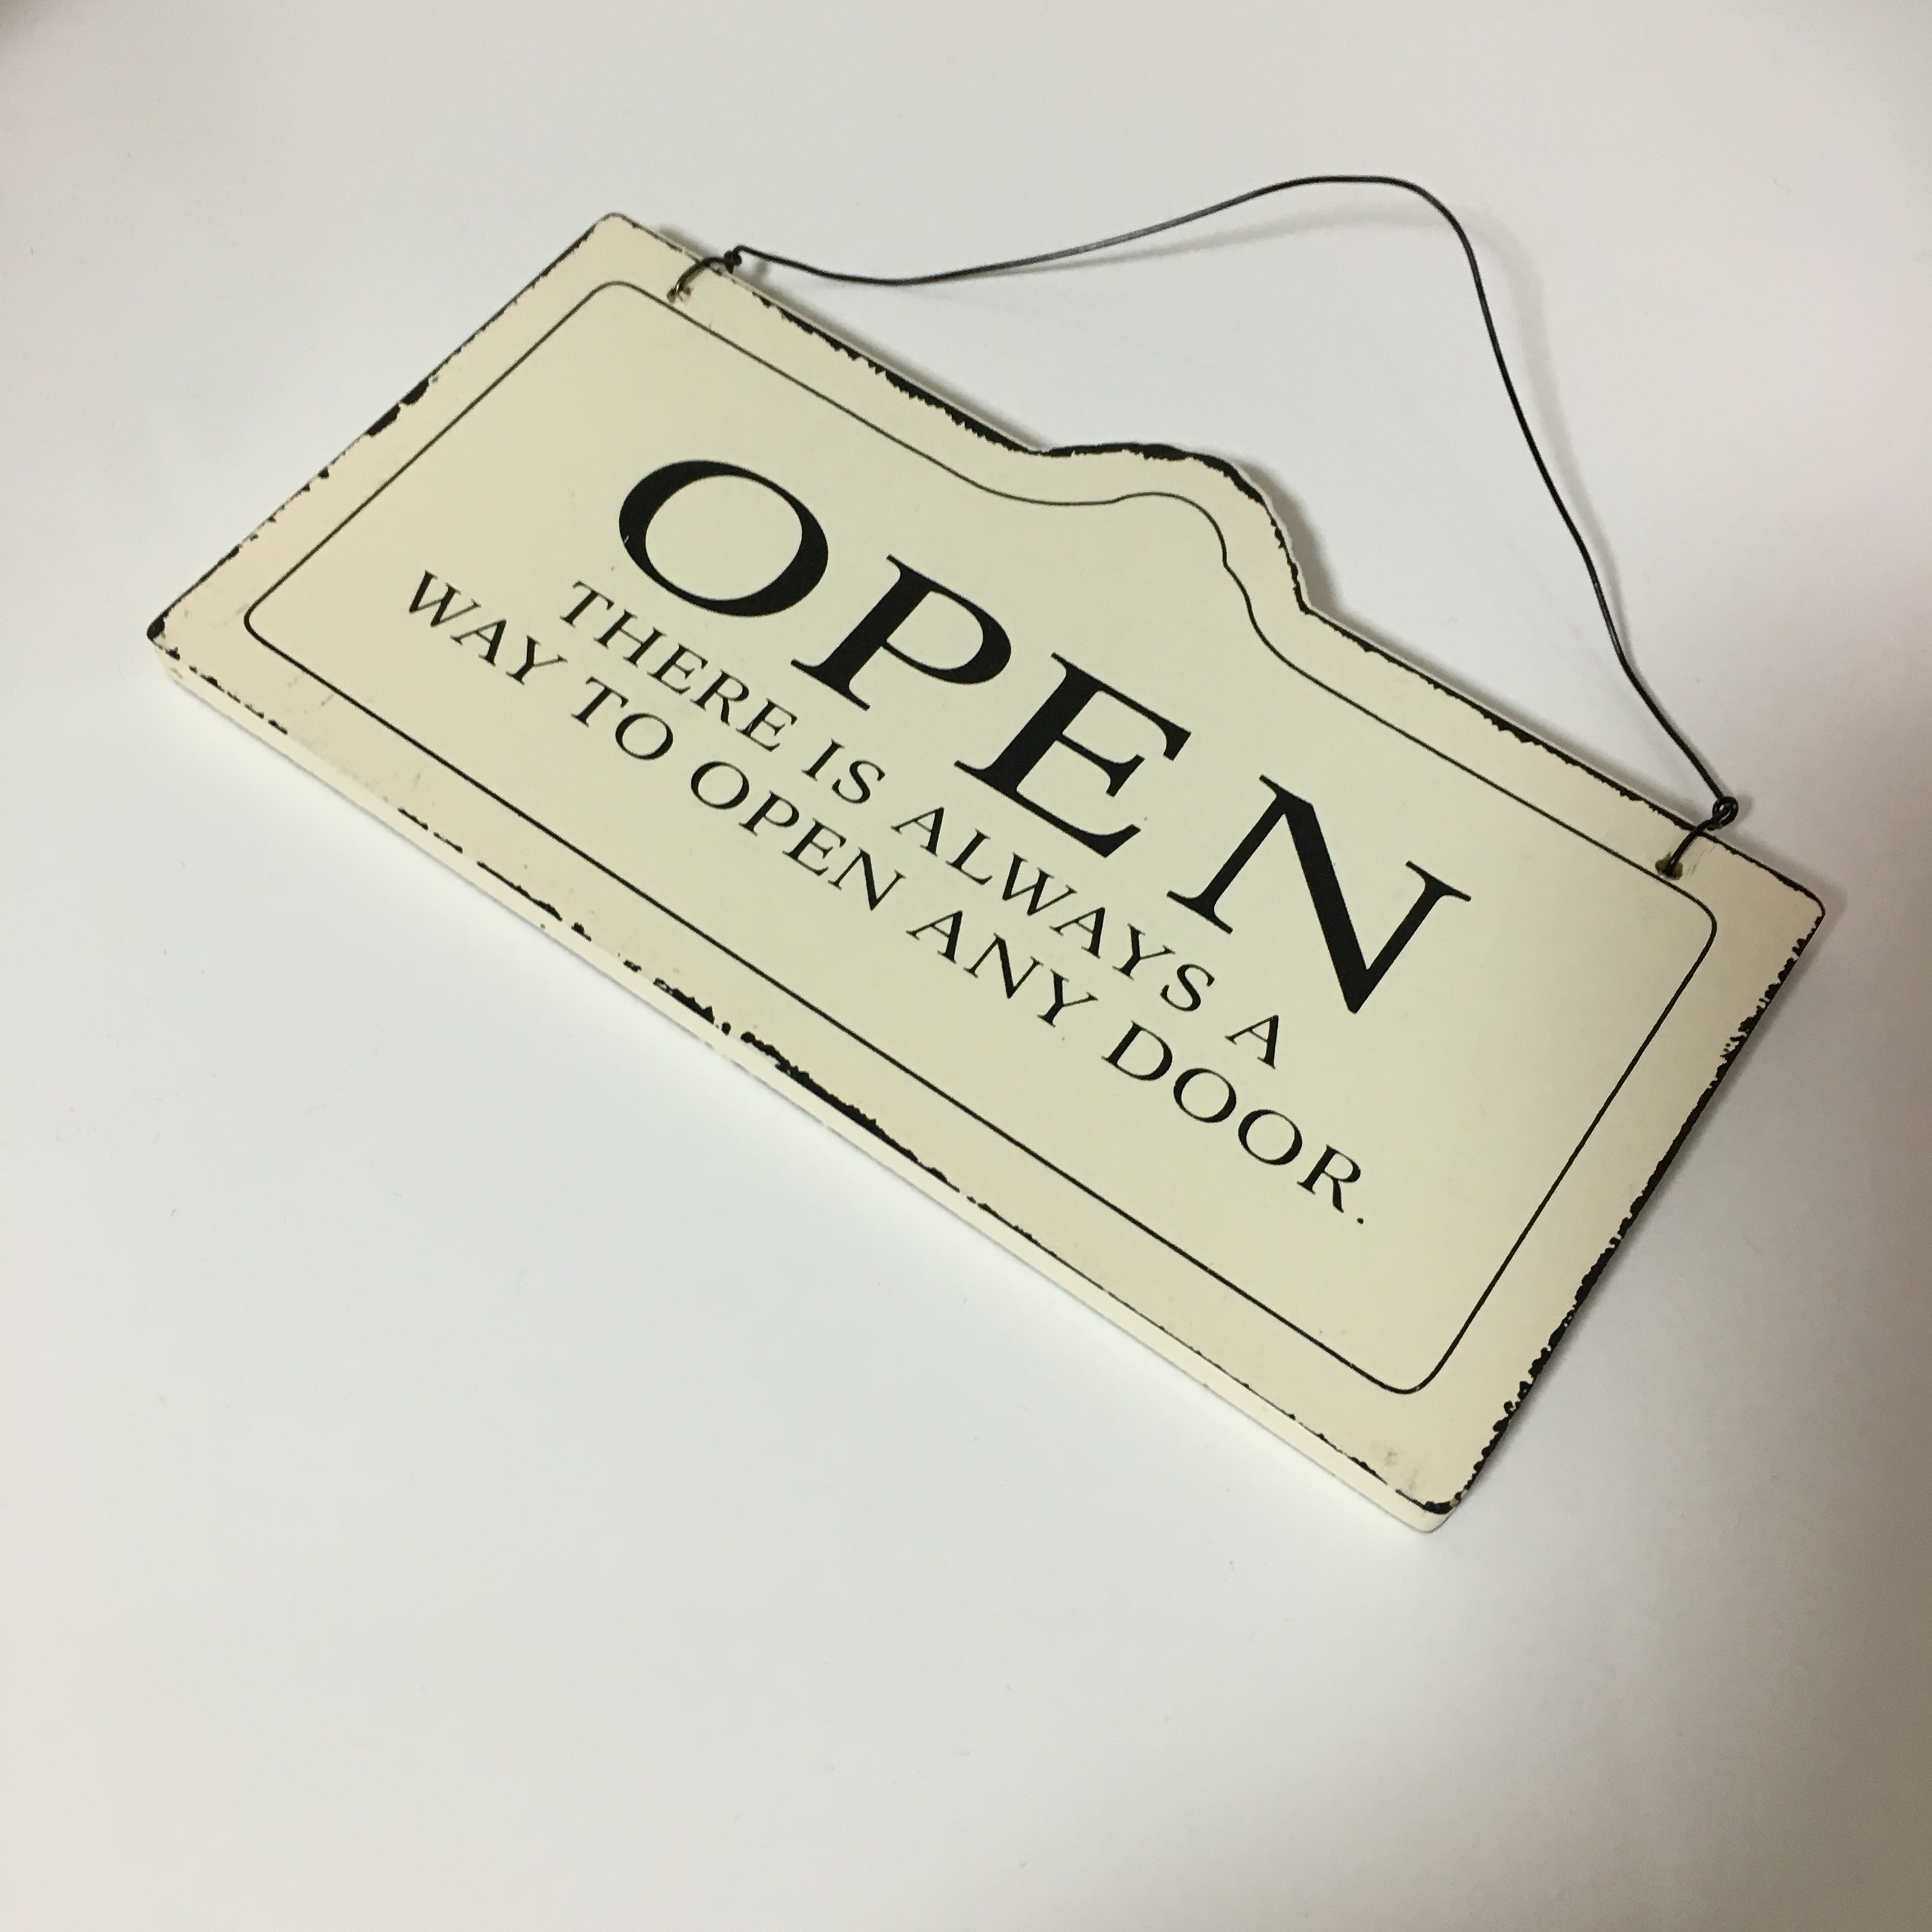 OPEN
THERE IS ALWAYS A
WAY TO OPEN ANY DOOR.